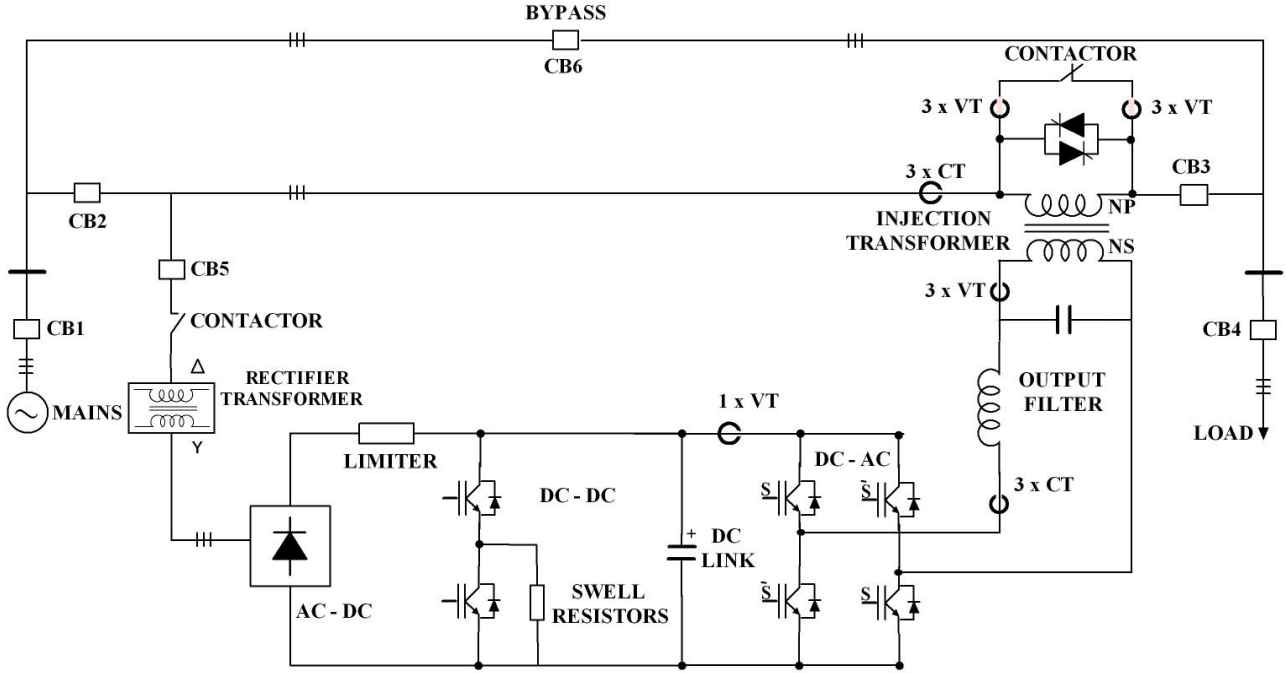 BYPASS
CB6
CONTACTOR
3 x VT
3 x VT
3 x CT
CB3
CB2
INJECTION
TRANSFORMER
NP
NS
CB5
3 x VT
CONTACTOR
CB1
CB4
Δ
RECTIFIER
TRANSFORMER
MAINS
Y
OUTPUT
FILTER
1 x VT
LOAD
LIMITER
DC - AC
DC - DC
S
S̄
3 x CT
+
DC
LINK
SWELL
RESISTORS
S̄
S
AC - DC